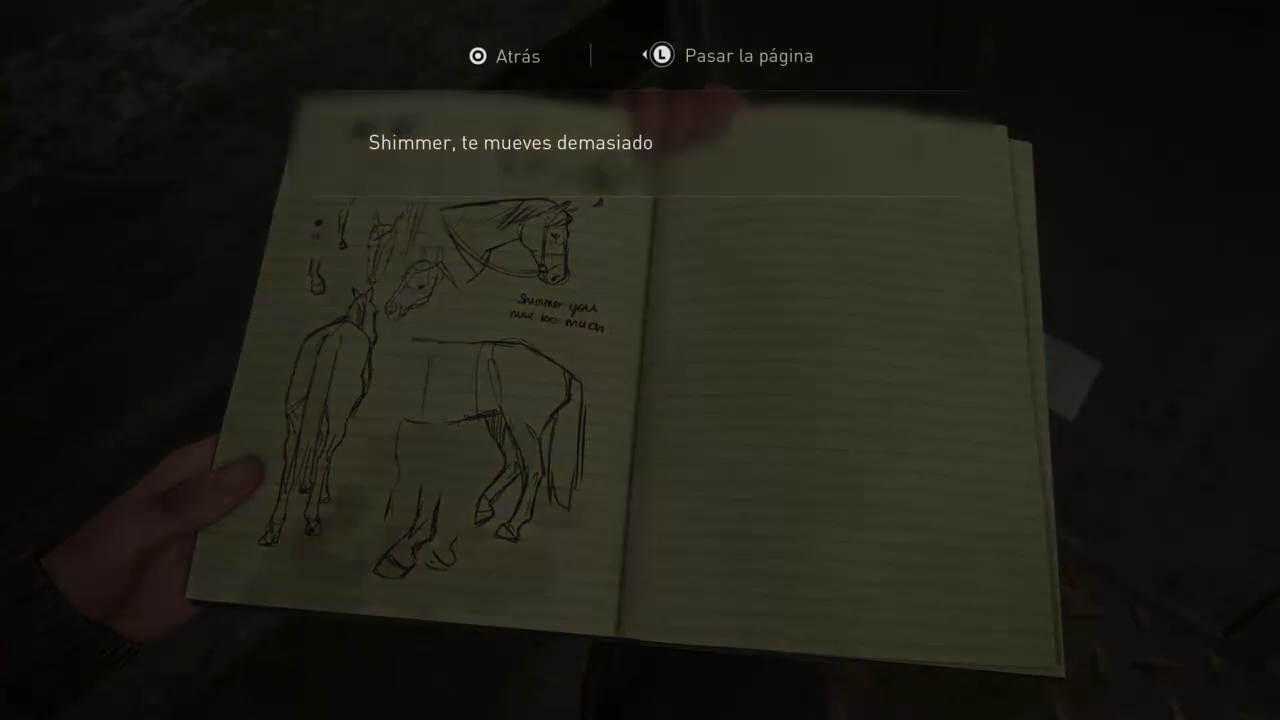 Atrás
L Pasar la página
Shimmer, te mueves demasiado
Shimmer you
move too much.